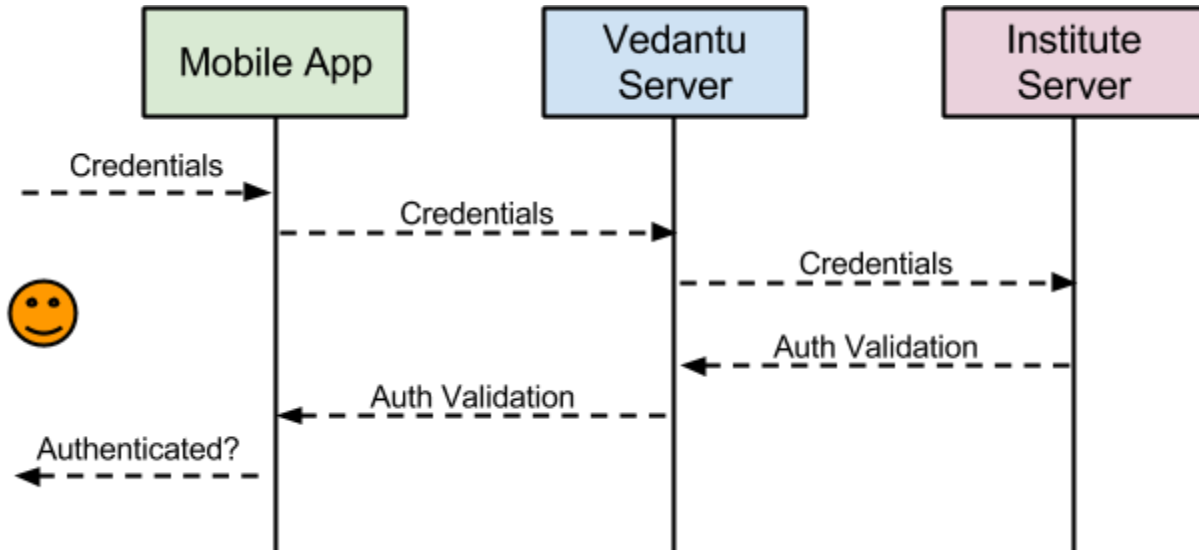 Mobile App
Vedantu
Server
Institute
Server
Credentials
Credentials
Credentials
Auth Validation
Auth Validation
Authenticated?